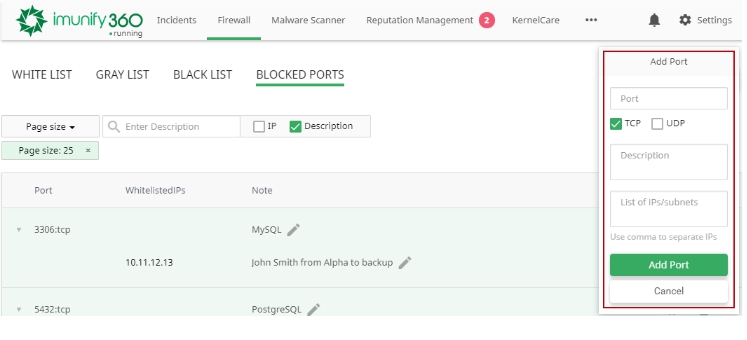 imunify360
running
Incidents Firewall Malware Scanner Reputation Management 2 KernelCare ••• Settings
WHITE LIST GRAY LIST BLACK LIST BLOCKED PORTS
Page size Enter Description IP Description
Page size: 25 ×
Port WhitelistedIPs Note
3306:tcp MySQL
10.11.12.13 John Smith from Alpha to backup
5432:tcp PostgreSQL
Add Port
Port
TCP UDP
Description
List of IPs/subnets
Use comma to separate IPs
Add Port
Cancel